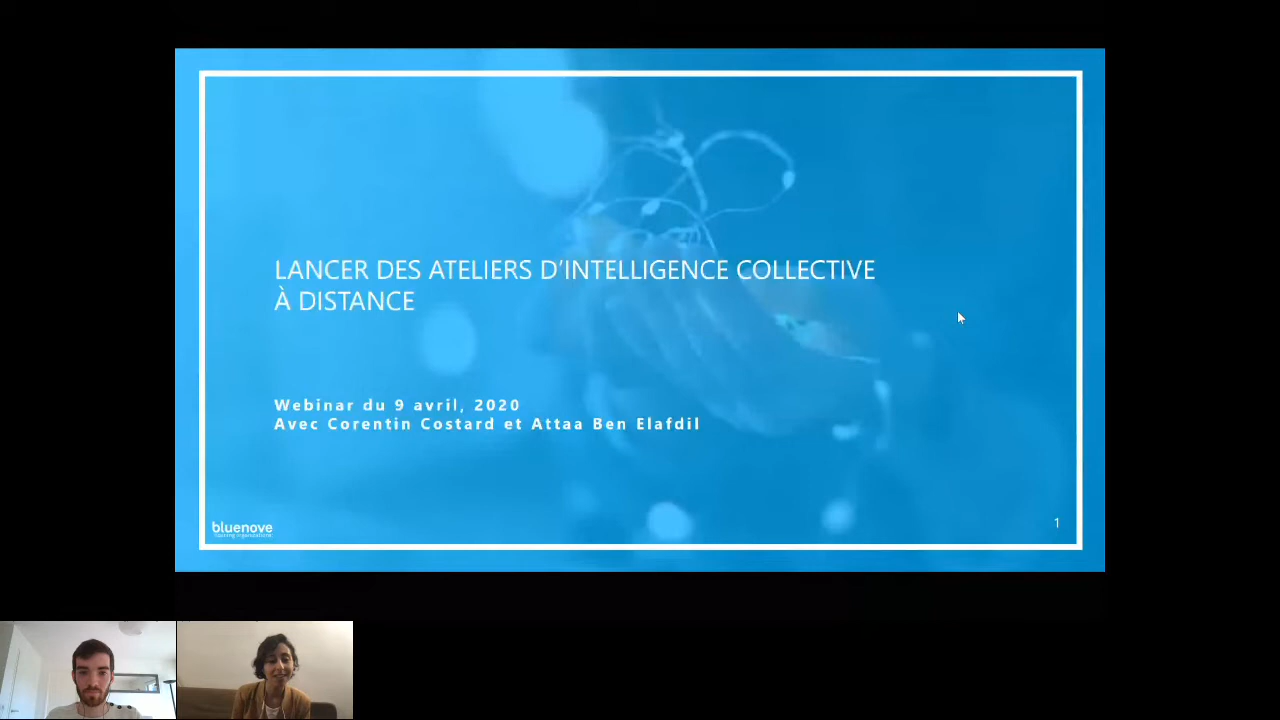 LANCER DES ATELIERS D'INTELLIGENCE COLLECTIVE
À DISTANCE
Webinar du 9 avril, 2020
Avec Corentin Costard et Attaa Ben Elafdil
bluenove
1